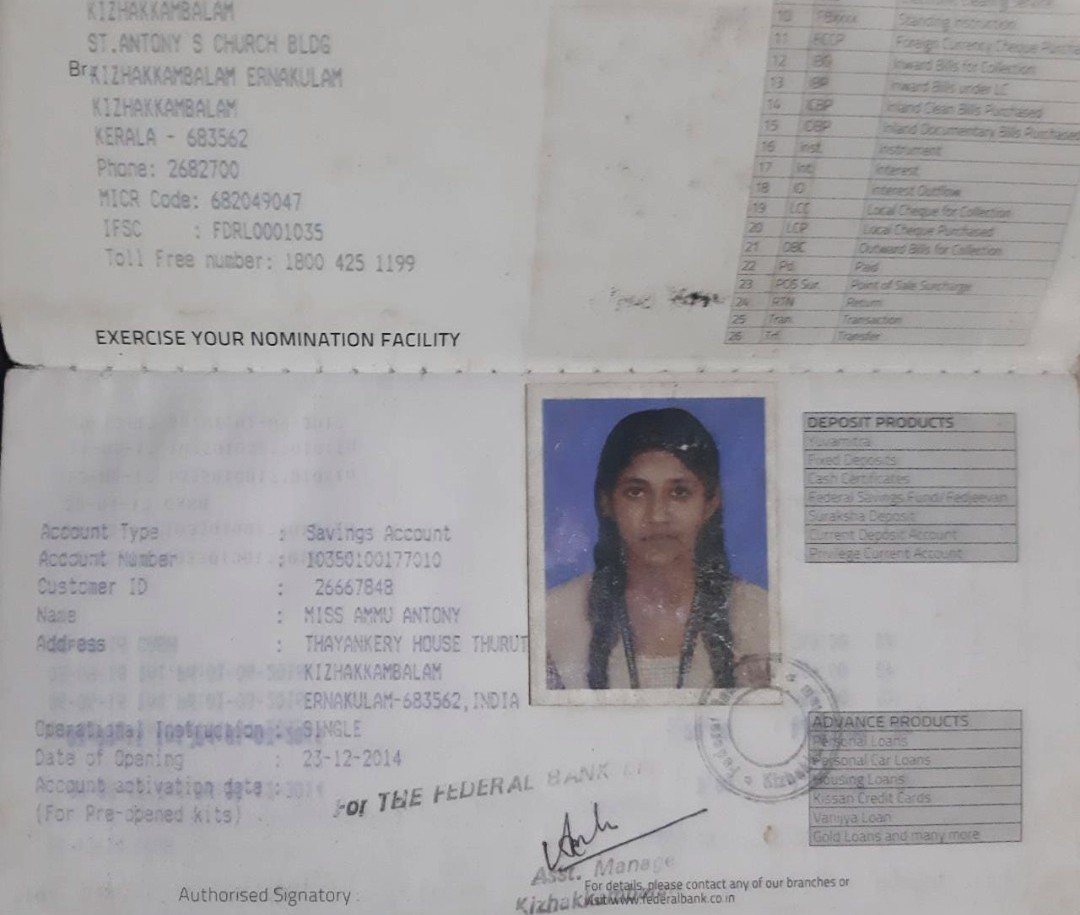 KIZHAKKAMBALAM
ST.ANTONY S CHURCH BLDG
Br KIZHAKKAMBALAM ERNAKULAM
KIZHAKKAMBALAM
KERALA - 683562
Phone: 2682700
MICR Code: 682049047
IFSC : FDRL0001035
Toll Free number: 1800 425 1199
EXERCISE YOUR NOMINATION FACILITY
10 Standing Instruction
11 FCCP Foreign Currency Cheque Purchase
12 IBC Inward Bills for Collection
13 IBP Inward Bills under LC
14 ICBP Inland Clean Bills Purchased
15 IDBP Inland Documentary Bills Purchased
16 Inst. Instrument
17 Int Interest
18 IO Interest Outflow
19 LCC Local Cheque for Collection
20 LCP Local Cheque Purchased
21 OBC Outward Bills for Collection
22 Pd Paid
23 POS Sur. Point of Sale Surcharge
24 RTN Return
25 Tran. Transaction
26 Trf. Transfer
Account Type : Savings Account
Account Number : 10350100177010
Customer ID : 26667848
Name : MISS AMMU ANTONY
Address : THAYANKERY HOUSE THURUT
KIZHAKKAMBALAM
ERNAKULAM-683562,INDIA
Operational Instruction : SINGLE
Date of Opening : 23-12-2014
Account activation date :
(For Pre-opened kits)
For THE FEDERAL BANK
Asst. Manage
Authorised Signatory :
For details, please contact any of our branches or
visit www.federalbank.co.in
DEPOSIT PRODUCTS
Yuvamitra
Fixed Deposits
Cash Certificates
Federal Savings Fund/Fedjeevan
Suraksha Deposit
Current Deposit Account
Privilege Current Account
ADVANCE PRODUCTS
Personal Loans
Personal Car Loans
Housing Loans
Kissan Credit Cards
Vanijya Loan
Gold Loans and many more